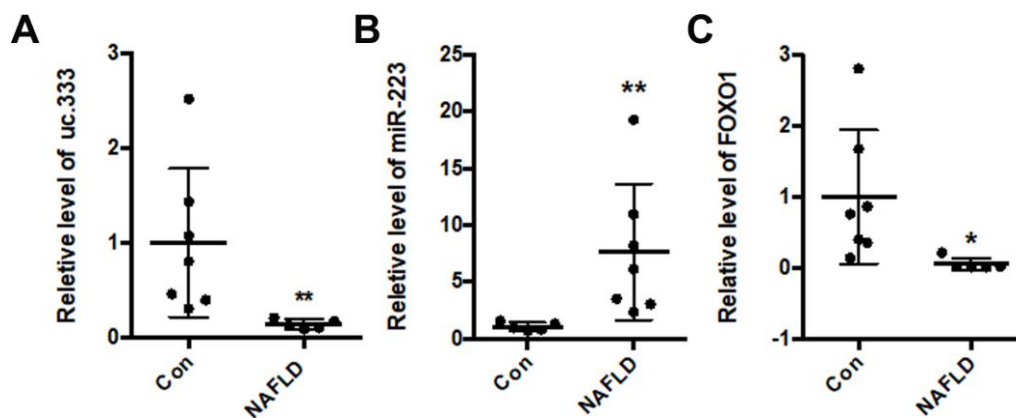 A
Reletive level of uc.333
3
2
1
0
**
Con
NAFLD
B
Reletive level of miR-223
25
20
15
10
5
0
**
Con
NAFLD
C
Relative level of FOXO1
3
2
1
0
-1
*
Con
NAFLD